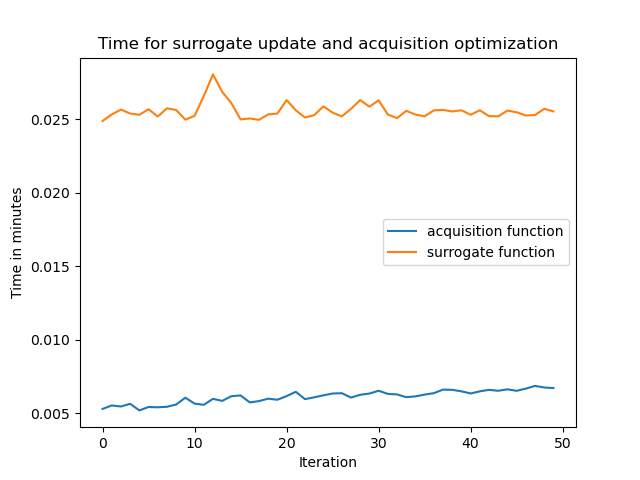 Time for surrogate update and acquisition optimization
Time in minutes
0.025
0.020
0.015
0.010
0.005
acquisition function
surrogate function
0 10 20 30 40 50
Iteration